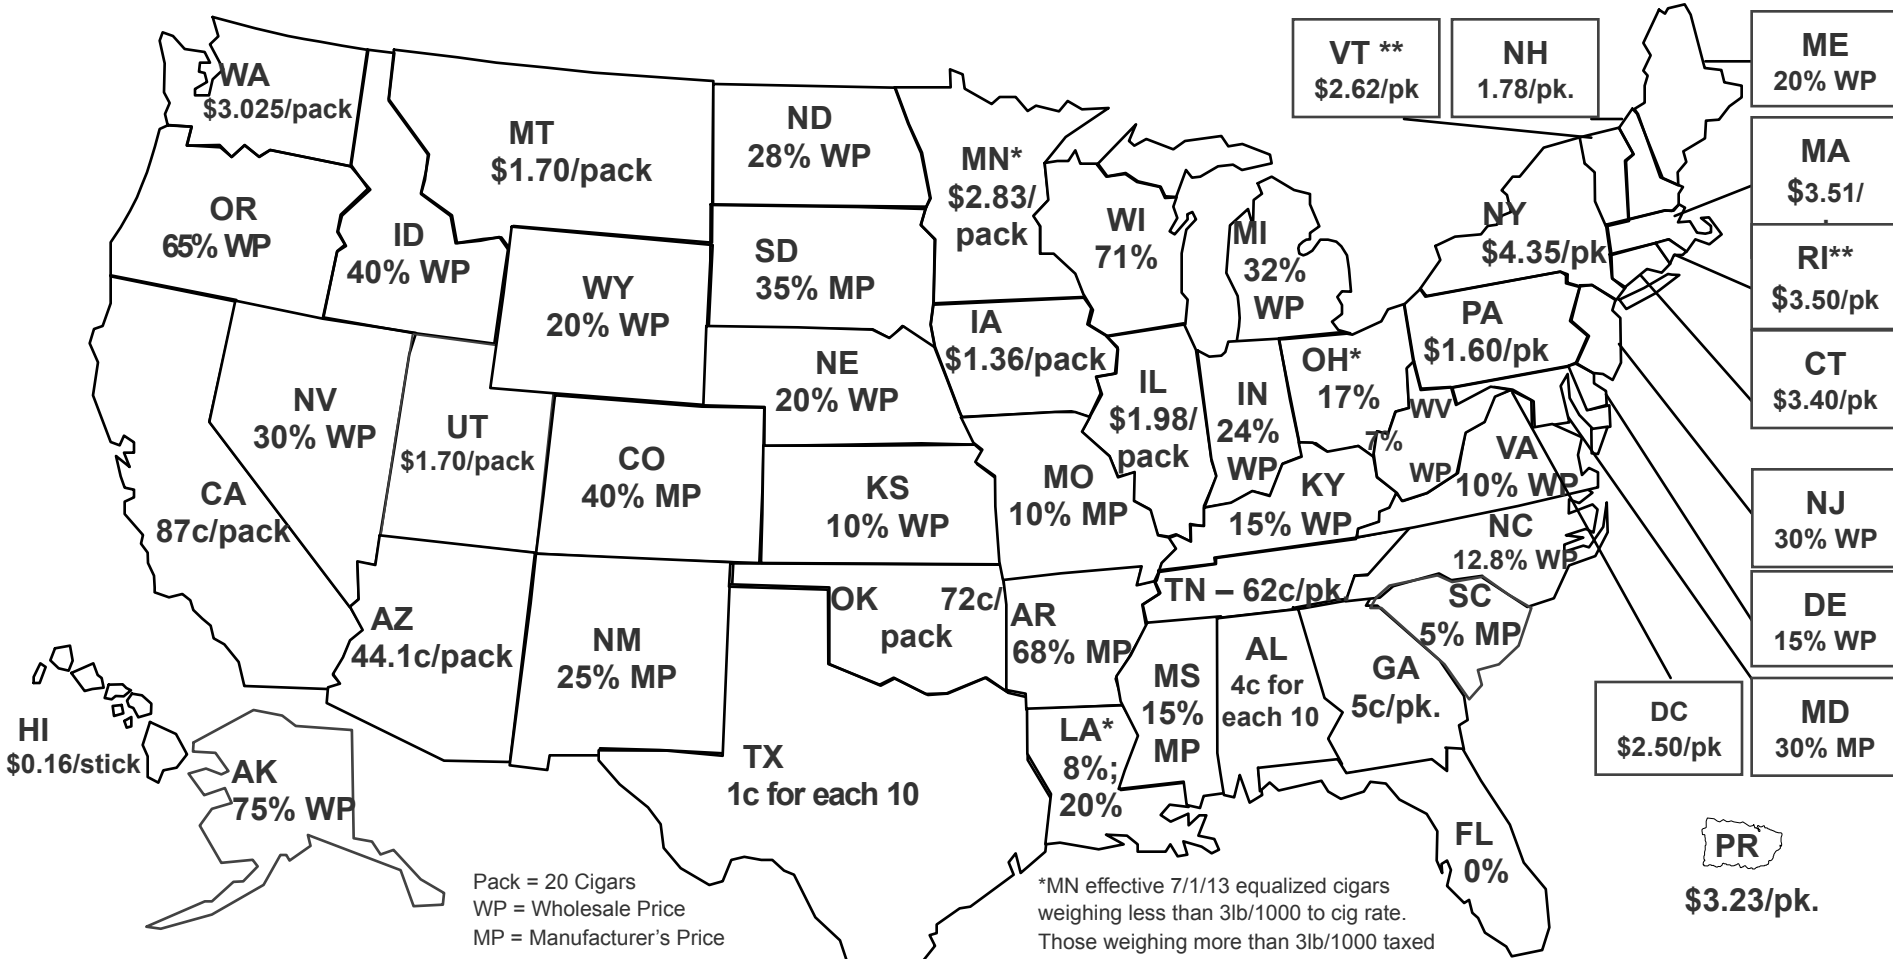 WA
$3.025/pack
OR
65% WP
ID
40% WP
MT
$1.70/pack
ND
28% WP
MN*
$2.83/
pack
WI
71%
MI
32%
WP
SD
35% MP
WY
20% WP
NE
20% WP
IA
$1.36/pack
IL
$1.98/
pack
IN
24%
WP
OH*
17%
PA
$1.60/pk
NY
$4.35/pk
VT **
$2.62/pk
NH
1.78/pk.
ME
20% WP
MA
$3.51/
RI**
$3.50/pk
CT
$3.40/pk
NJ
30% WP
DE
15% WP
MD
30% MP
DC
$2.50/pk
NV
30% WP
UT
$1.70/pack
CO
40% MP
KS
10% WP
MO
10% MP
KY
15% WP
WV
7%
WP
VA
10% WP
NC
12.8% WP
TN – 62c/pk.
SC
5% MP
CA
87c/pack
AZ
44.1c/pack
NM
25% MP
OK 72c/
pack
AR
68% MP
MS
15%
MP
AL
4c for
each 10
GA
5c/pk.
LA*
8%;
20%
TX
1c for each 10
FL
0%
HI
$0.16/stick
AK
75% WP
PR
$3.23/pk.
Pack = 20 Cigars
WP = Wholesale Price
MP = Manufacturer’s Price
*MN effective 7/1/13 equalized cigars
weighing less than 3lb/1000 to cig rate.
Those weighing more than 3lb/1000 taxed